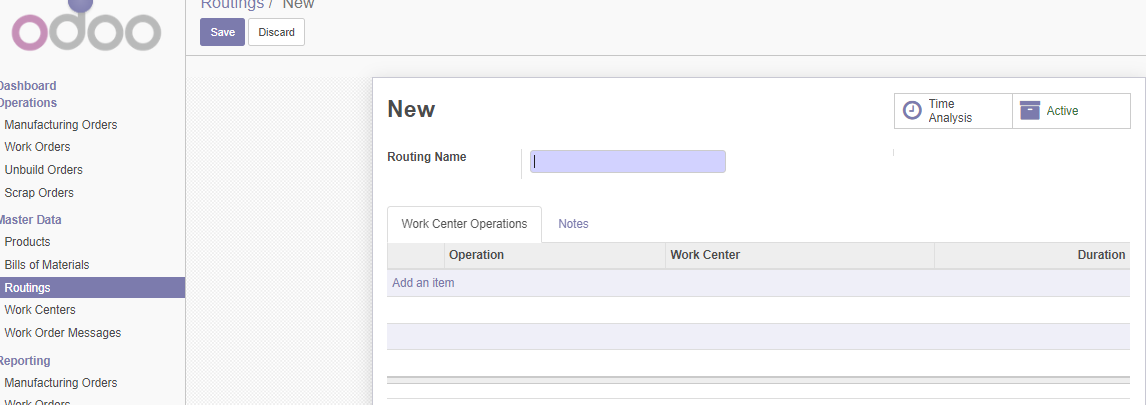 odoo
Dashboard
Operations
Manufacturing Orders
Work Orders
Unbuild Orders
Scrap Orders
Master Data
Products
Bills of Materials
Routings
Work Centers
Work Order Messages
Reporting
Manufacturing Orders
Work Orders
Routings / New
Save Discard
New
Time
Analysis
Active
Routing Name
Work Center Operations Notes
Operation Work Center Duration
Add an item